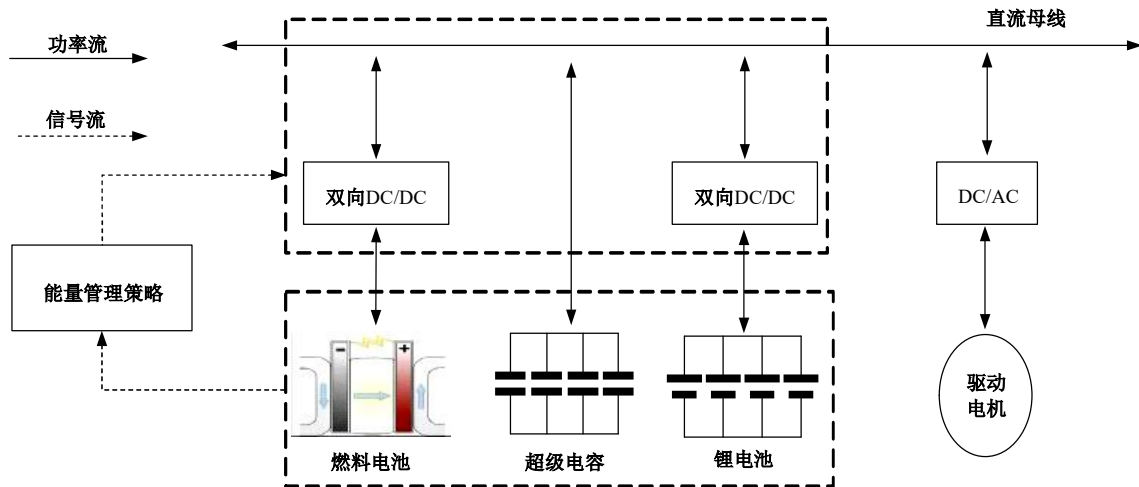 直流母线
功率流
信号流
双向DC/DC
双向DC/DC
DC/AC
能量管理策略
-
+
驱动
电机
燃料电池
超级电容
锂电池